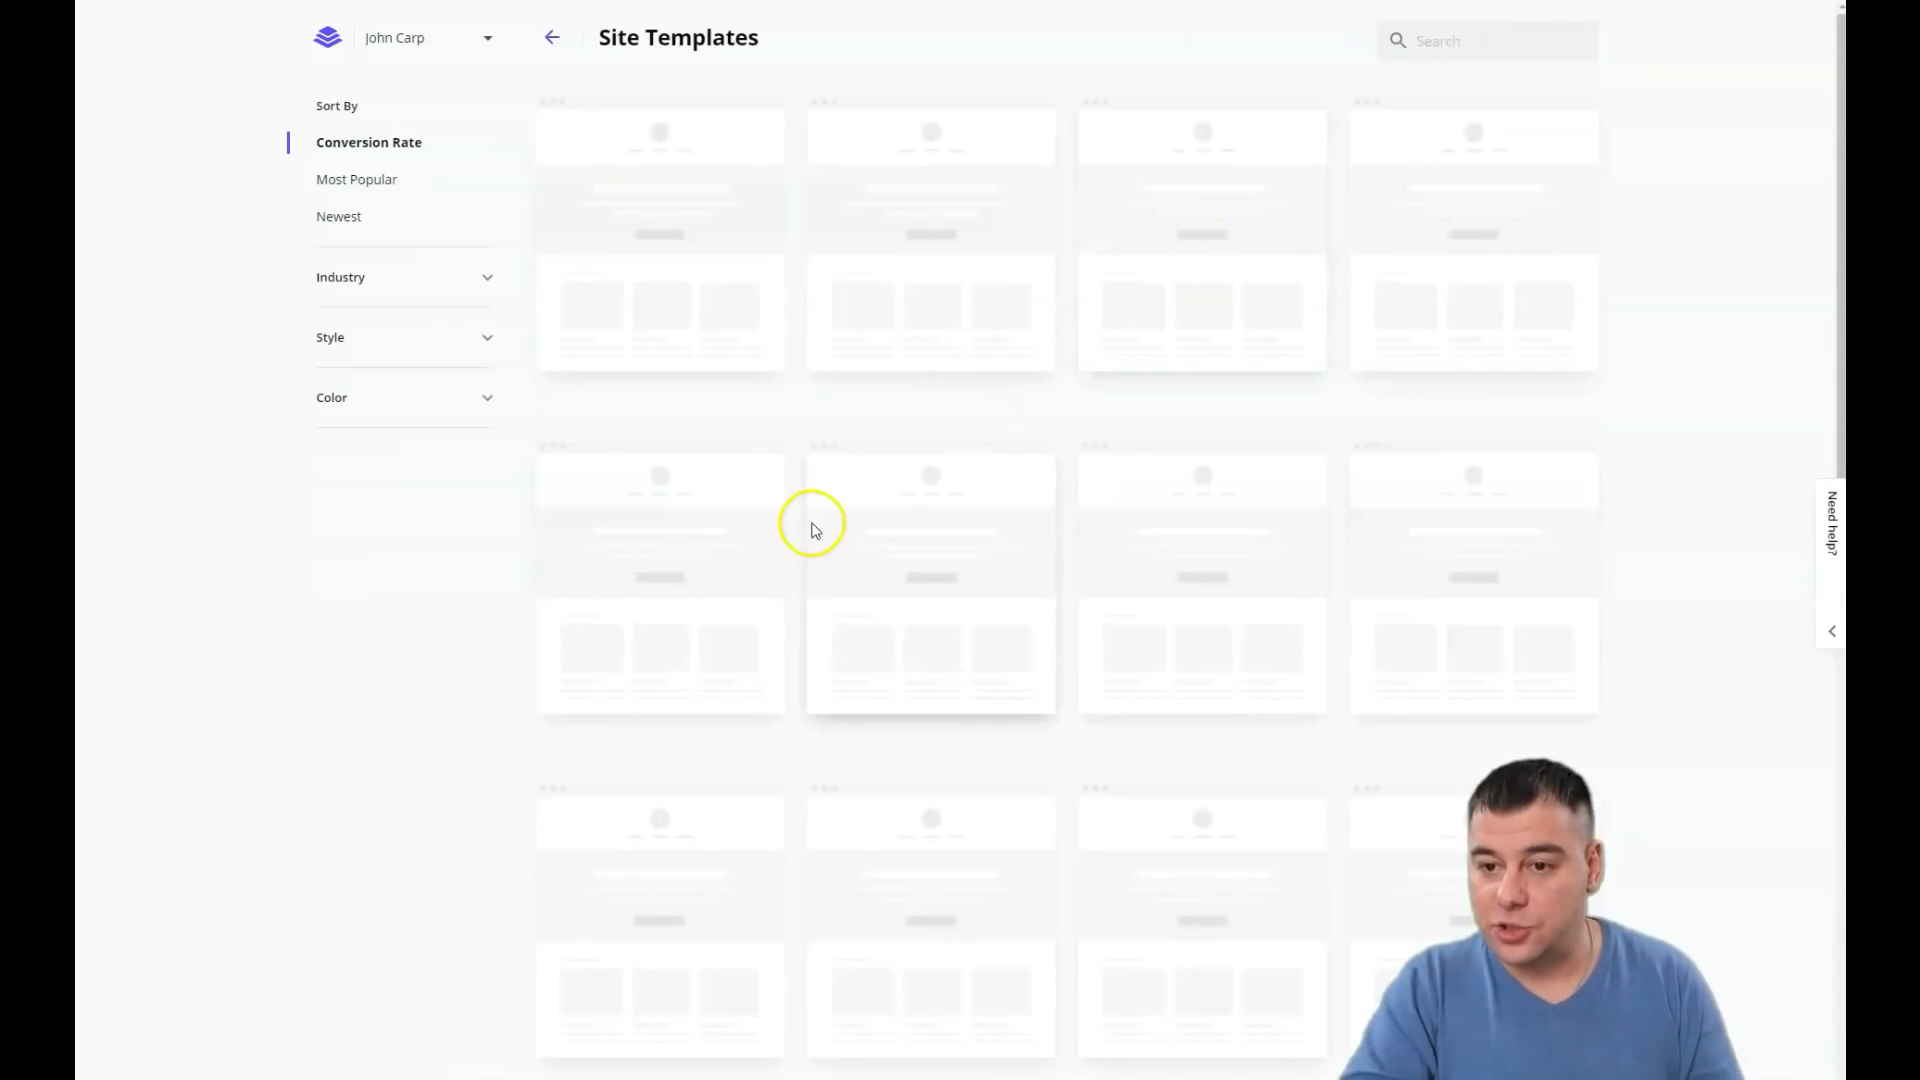 John Carp
Site Templates
Search
Sort By
Conversion Rate
Most Popular
Newest
Industry
Style
Color
Need help?